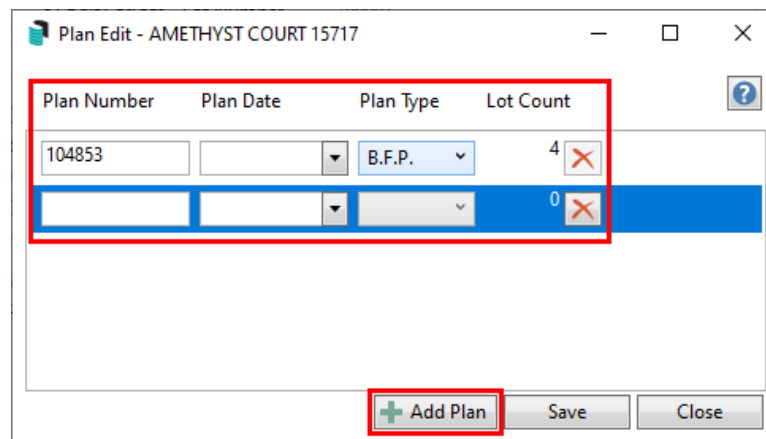 Plan Edit - AMETHYST COURT 15717
Plan Number Plan Date Plan Type Lot Count
104853 B.F.P. 4
0
Add Plan Save Close